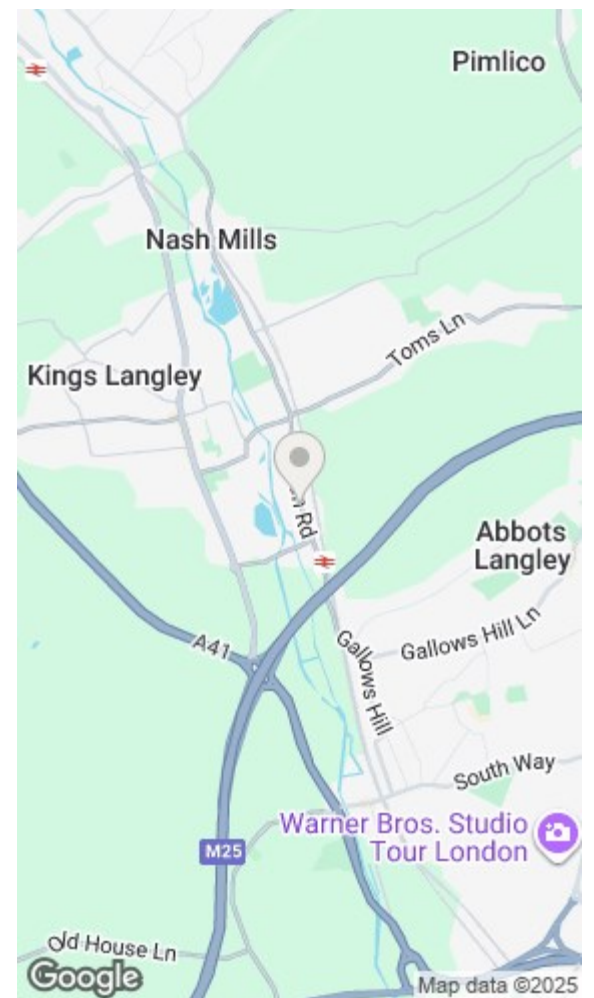 Pimlico
Nash Mills
Toms Ln
Kings Langley
Rd
Abbots
Langley
Gallows Hill Ln
A41
Gallows Hill
South Way
Warner Bros. Studio
Tour London
M25
Old House Ln
Google
Map data ©2025